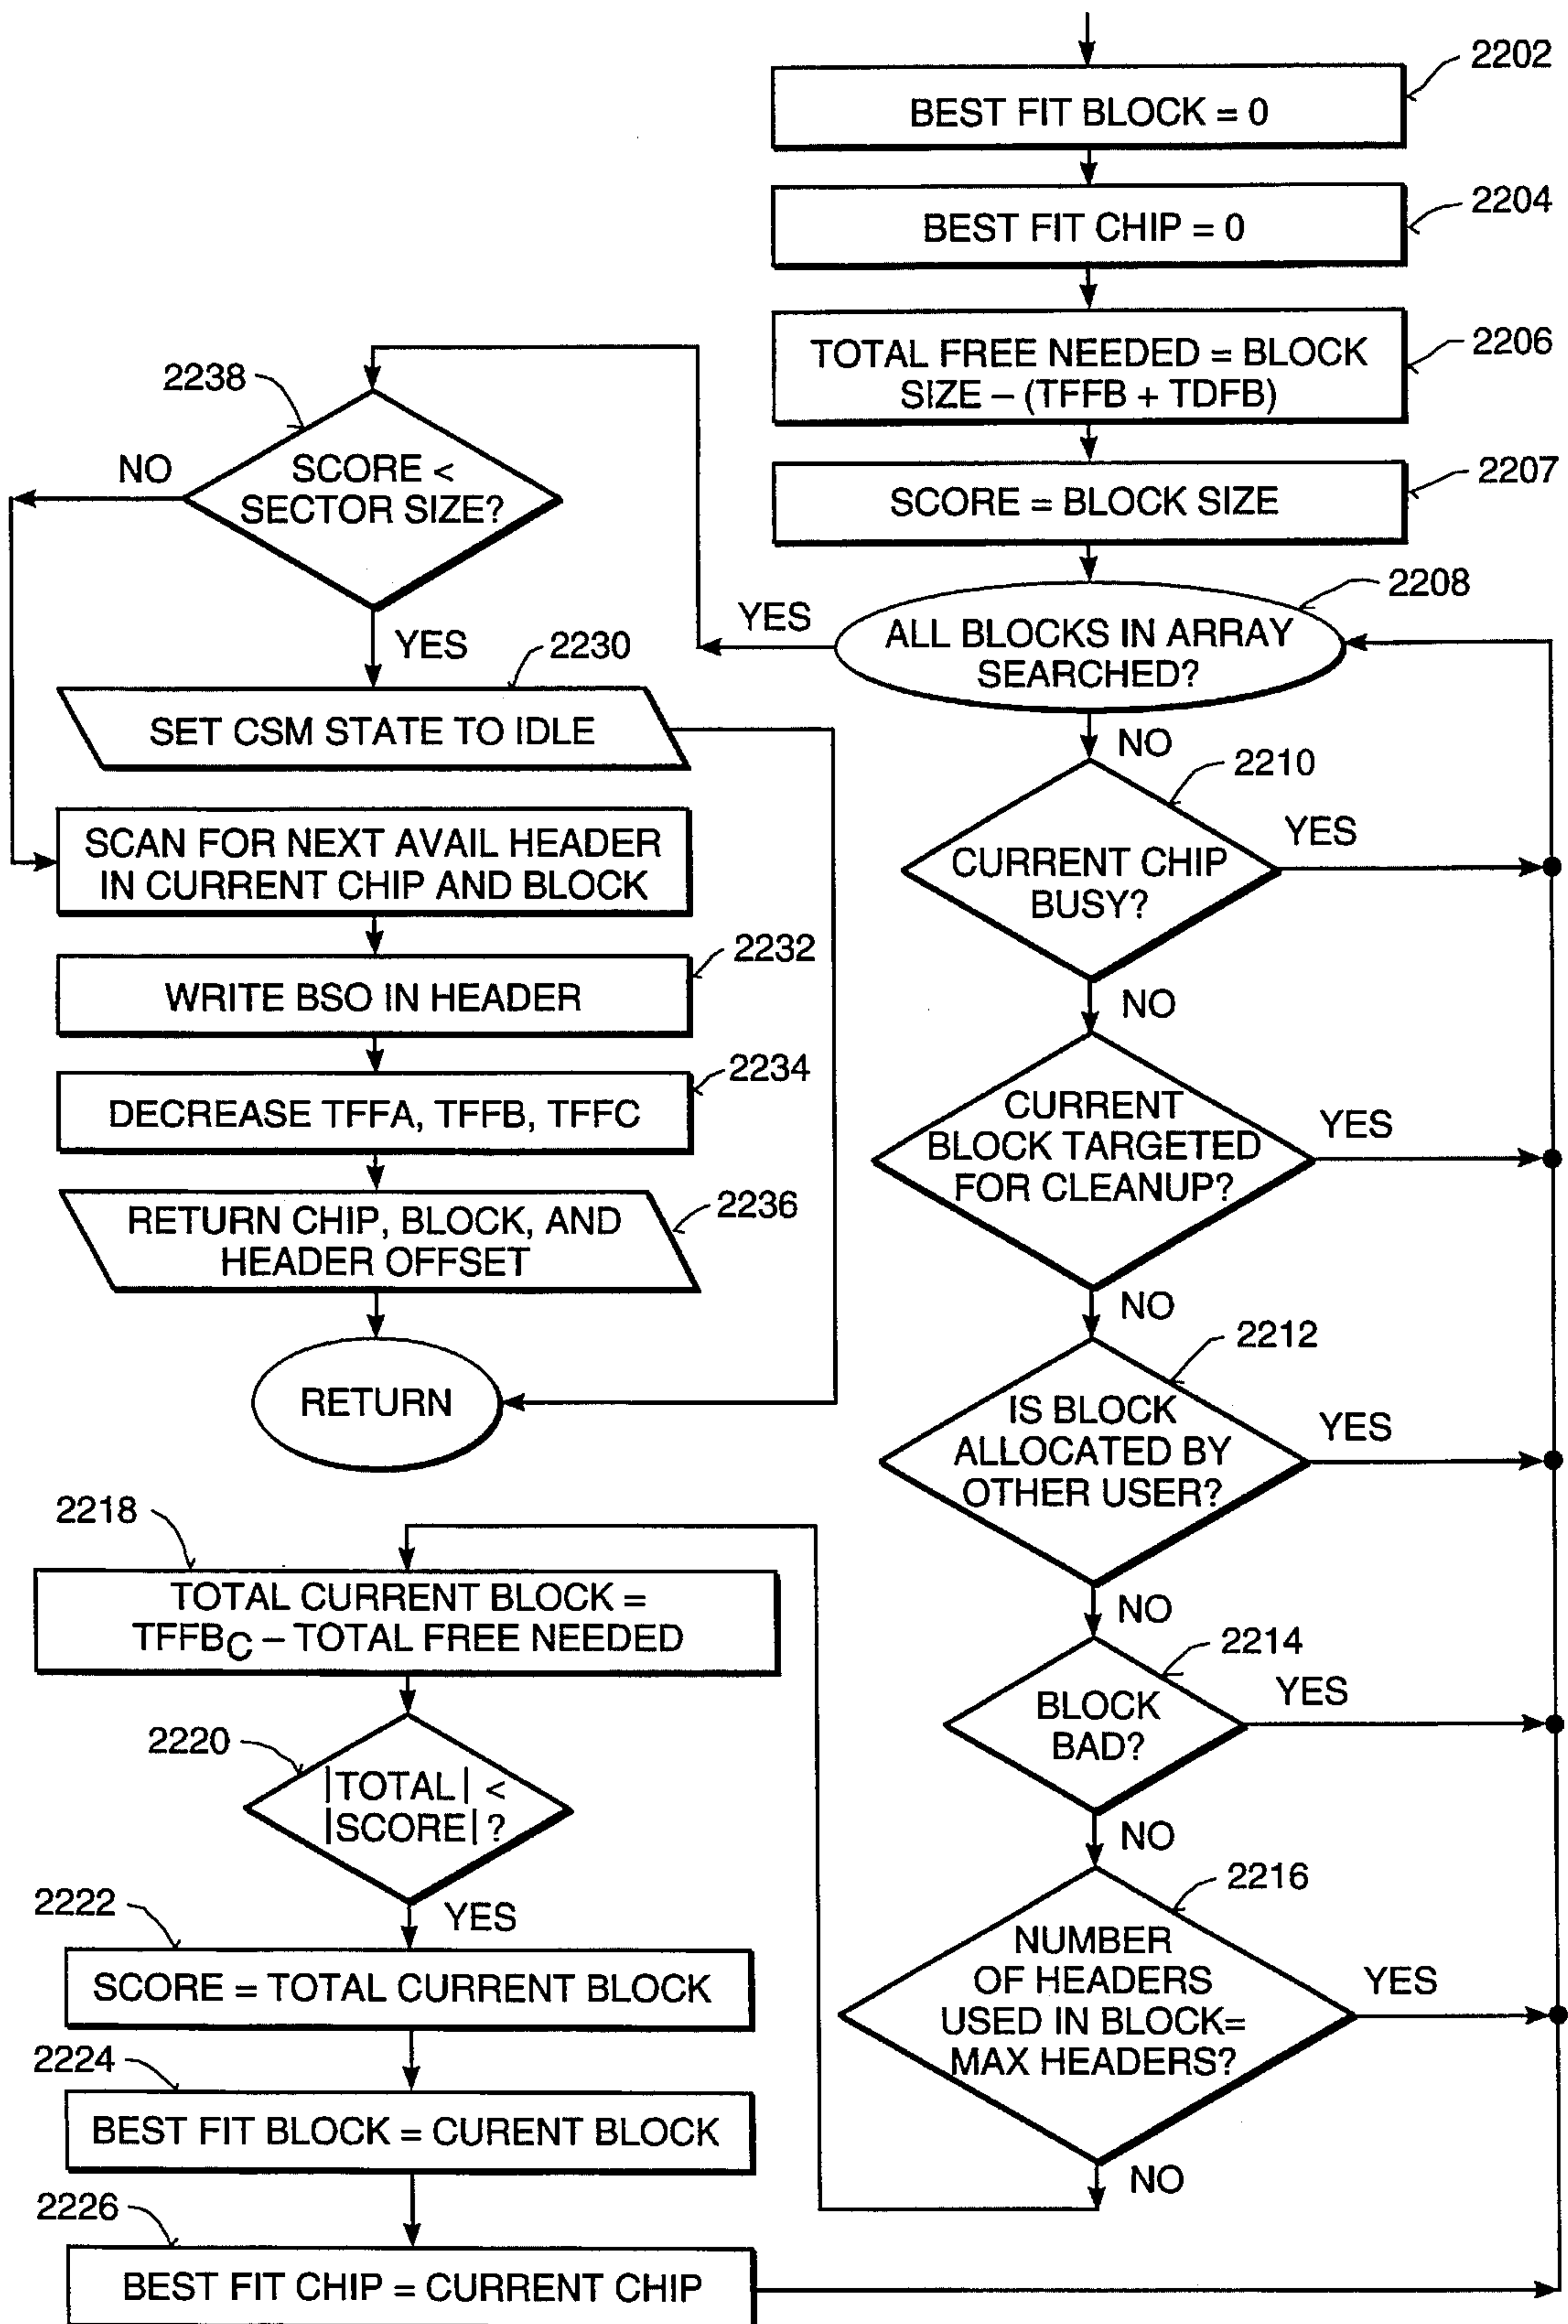 2202
BEST FIT BLOCK = 0
2204
BEST FIT CHIP = 0
2206
TOTAL FREE NEEDED = BLOCK
SIZE – (TFFB + TDFB)
2207
SCORE = BLOCK SIZE
2208
ALL BLOCKS IN ARRAY
SEARCHED?
YES
NO
2238
SCORE <
SECTOR SIZE?
NO
YES
2230
SET CSM STATE TO IDLE
SCAN FOR NEXT AVAIL HEADER
IN CURRENT CHIP AND BLOCK
2232
WRITE BSO IN HEADER
2234
DECREASE TFFA, TFFB, TFFC
2236
RETURN CHIP, BLOCK, AND
HEADER OFFSET
RETURN
2210
CURRENT CHIP
BUSY?
YES
NO
CURRENT
BLOCK TARGETED
FOR CLEANUP?
YES
NO
2212
IS BLOCK
ALLOCATED BY
OTHER USER?
YES
NO
2214
BLOCK
BAD?
YES
NO
2216
NUMBER
OF HEADERS
USED IN BLOCK=
MAX HEADERS?
YES
NO
2218
TOTAL CURRENT BLOCK =
TFFBC – TOTAL FREE NEEDED
2220
|TOTAL| <
|SCORE| ?
YES
2222
SCORE = TOTAL CURRENT BLOCK
2224
BEST FIT BLOCK = CURENT BLOCK
2226
BEST FIT CHIP = CURRENT CHIP